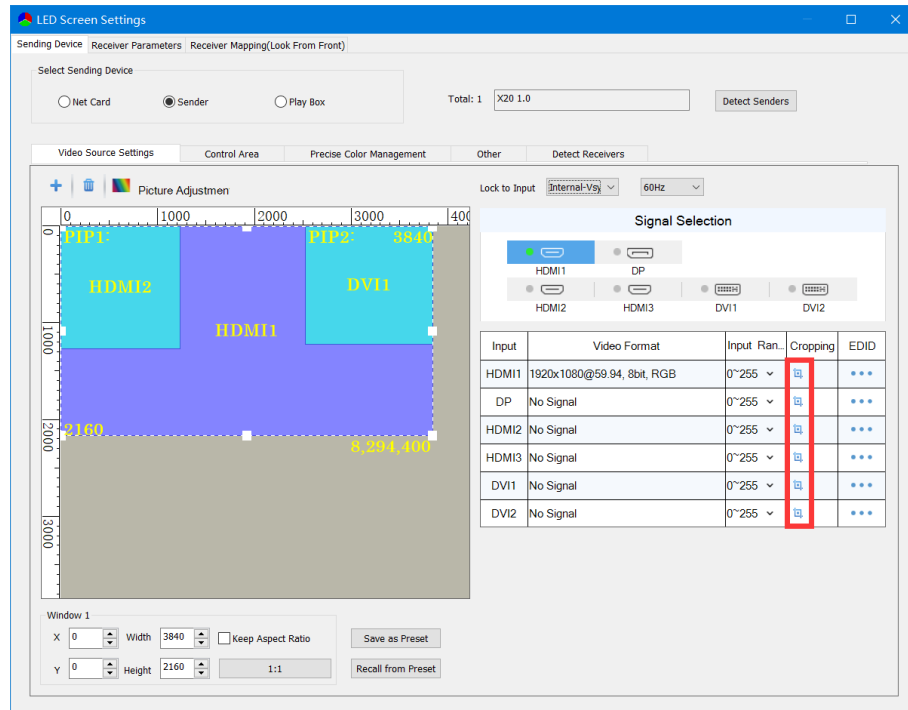 LED Screen Settings
Sending Device Receiver Parameters Receiver Mapping(Look From Front)
Select Sending Device
Net Card Sender Play Box Total: 1 X20 1.0 Detect Senders
Video Source Settings Control Area Precise Color Management Other Detect Receivers
Picture Adjustmen Lock to Input Internal-Vsy 60Hz
0 1000 2000 3000 400
0
1000
2000
3000
PIP1: PIP2: 3840
HDMI2 DVI1
HDMI1
2160
8,294,400
Signal Selection
HDMI1 DP
HDMI2 HDMI3 DVI1 DVI2
Input Video Format Input Ran... Cropping EDID
HDMI1 1920x1080@59.94, 8bit, RGB 0~255
DP No Signal 0~255
HDMI2 No Signal 0~255
HDMI3 No Signal 0~255
DVI1 No Signal 0~255
DVI2 No Signal 0~255
Window 1
X 0 Width 3840 Keep Aspect Ratio Save as Preset
Y 0 Height 2160 1:1 Recall from Preset